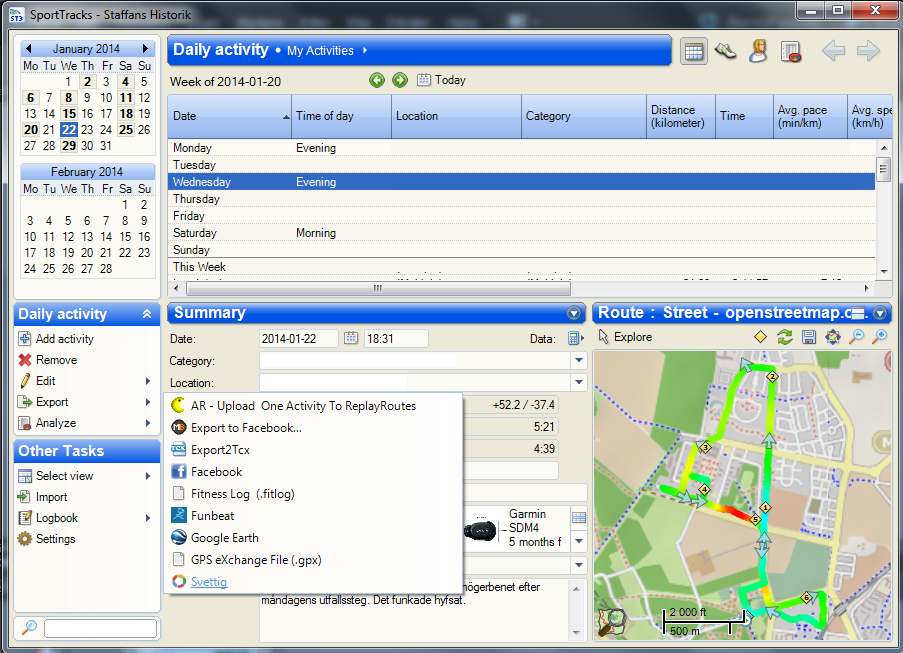 SportTracks - Staffans Historik
January 2014
Mo Tu We Th Fr Sa Su
1 2 3 4 5
6 7 8 9 10 11 12
13 14 15 16 17 18 19
20 21 22 23 24 25 26
27 28 29 30 31
February 2014
Mo Tu We Th Fr Sa Su
1 2
3 4 5 6 7 8 9
10 11 12 13 14 15 16
17 18 19 20 21 22 23
24 25 26 27 28
Daily activity
Add activity
Remove
Edit
Export
Analyze
Other Tasks
Select view
Import
Logbook
Settings
Daily activity • My Activities
Week of 2014-01-20
Today
Date Time of day Location Category Distance (kilometer) Time Avg. pace (min/km) Avg. spe (km/h)
Monday Evening
Tuesday
Wednesday Evening
Thursday
Friday
Saturday Morning
Sunday
This Week
Summary
Date: 2014-01-22 18:31 Data:
Category:
Location:
+52.2 / -37.4
5:21
4:39
Garmin
SDM4
5 months f
AR - Upload One Activity To ReplayRoutes
Export to Facebook...
Export2Tcx
Facebook
Fitness Log (.fitlog)
Funbeat
Google Earth
GPS eXchange File (.gpx)
Svettig
mögerbenet efter
måndagens utfallssteg. Det funkade hyfsat.
Route : Street - openstreetmap.o...
Explore
2
3
4
1
5
6
2 000 ft
500 m